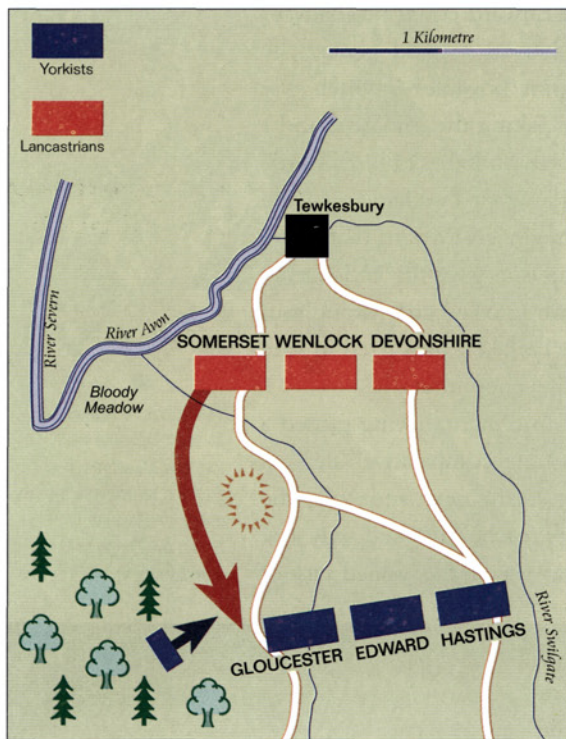 Yorkists
Lancastrians
1 Kilometre
Tewkesbury
River Severn
River Avon
SOMERSET WENLOCK DEVONSHIRE
Bloody
Meadow
River Swilgate
GLOUCESTER EDWARD HASTINGS